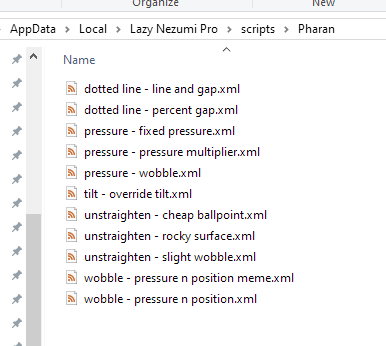 Organize New
AppData > Local > Lazy Nezumi Pro > scripts > Pharan
Name
dotted line - line and gap.xml
dotted line - percent gap.xml
pressure - fixed pressure.xml
pressure - pressure multiplier.xml
pressure - wobble.xml
tilt - override tilt.xml
unstraighten - cheap ballpoint.xml
unstraighten - rocky surface.xml
unstraighten - slight wobble.xml
wobble - pressure n position meme.xml
wobble - pressure n position.xml